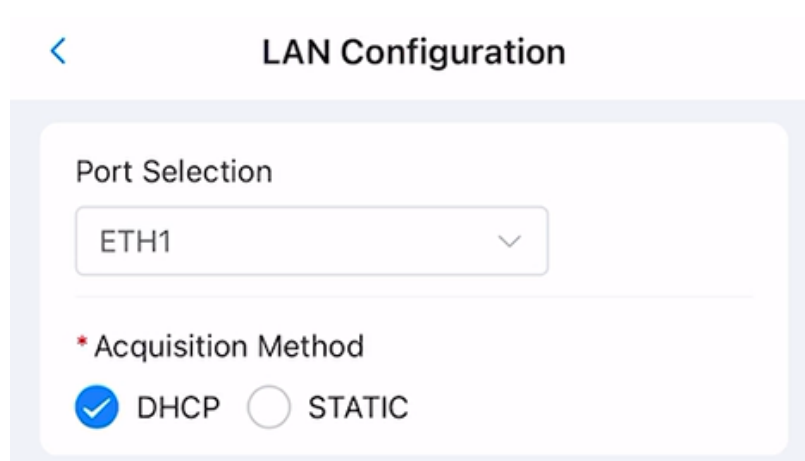 LAN Configuration
Port Selection
ETH1
* Acquisition Method
DHCP STATIC